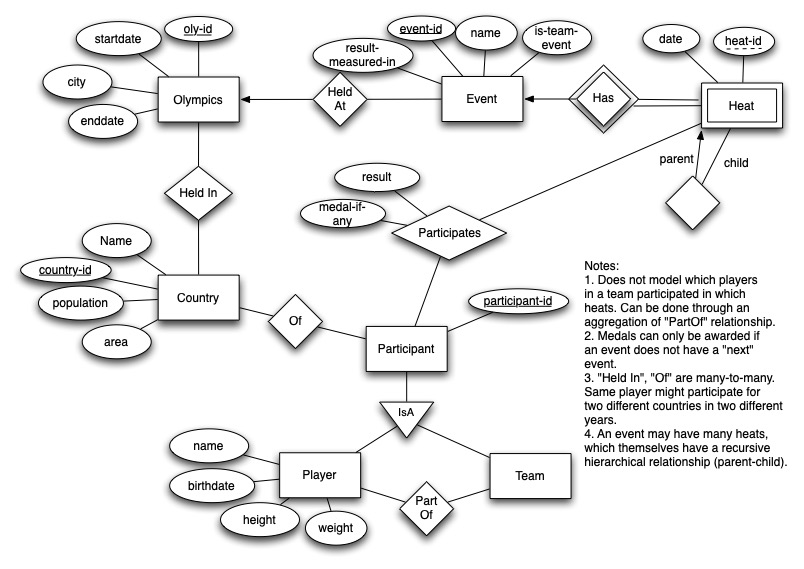 oly-id
startdate
city
Olympics
enddate
event-id
name
is-team-
event
result-
measured-in
Held
At
Event
Has
date
heat-id
Heat
parent
child
Held In
result
medal-if-
any
Participates
Name
country-id
population
area
Country
Of
participant-id
Participant
IsA
name
birthdate
height
weight
Player
Part
Of
Team
Notes:
1. Does not model which players
in a team participated in which
heats. Can be done through an
aggregation of "PartOf" relationship.
2. Medals can only be awarded if
an event does not have a "next"
event.
3. "Held In", "Of" are many-to-many.
Same player might participate for
two different countries in two different
years.
4. An event may have many heats,
which themselves have a recursive
hierarchical relationship (parent-child).